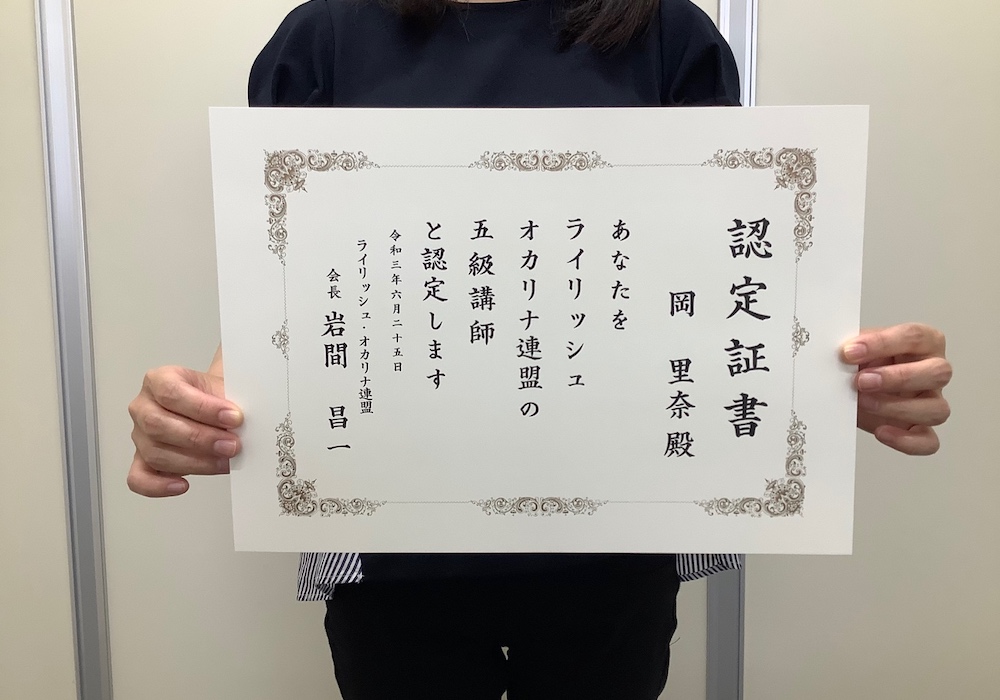 認定証書
岡 里奈 殿
あなたを
ライリッシュ
オカリナ連盟の
五級講師
と認定します
令和三年六月二十五日
ライリッシュ・オカリナ連盟
会長 岩間 昌一